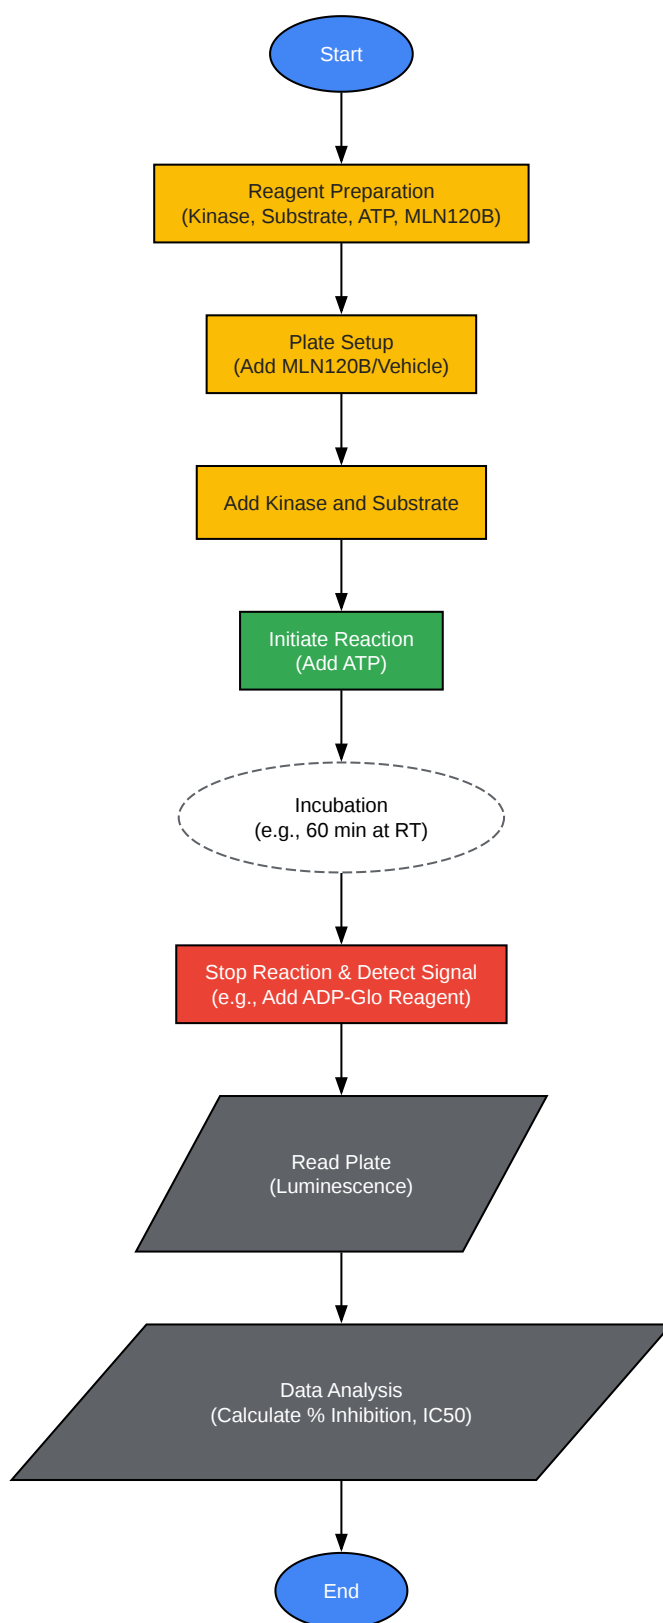 Start
Reagent Preparation
(Kinase, Substrate, ATP, MLN120B)
Plate Setup
(Add MLN120B/Vehicle)
Add Kinase and Substrate
Initiate Reaction
(Add ATP)
Incubation
(e.g., 60 min at RT)
Stop Reaction & Detect Signal
(e.g., Add ADP-Glo Reagent)
Read Plate
(Luminescence)
Data Analysis
(Calculate % Inhibition, IC50)
End